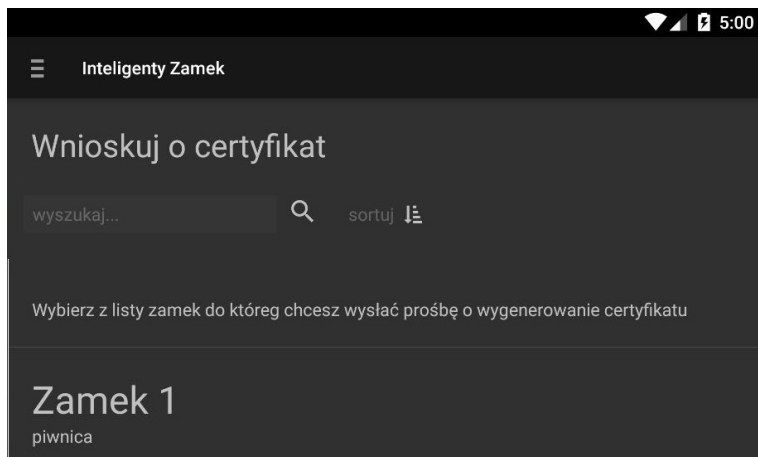 5:00
Inteligenty Zamek
Wnioskuj o certyfikat
wyszukaj...
sortuj
Wybierz z listy zamek do któreg chcesz wysłać prośbę o wygenerowanie certyfikatu
Zamek 1
piwnica